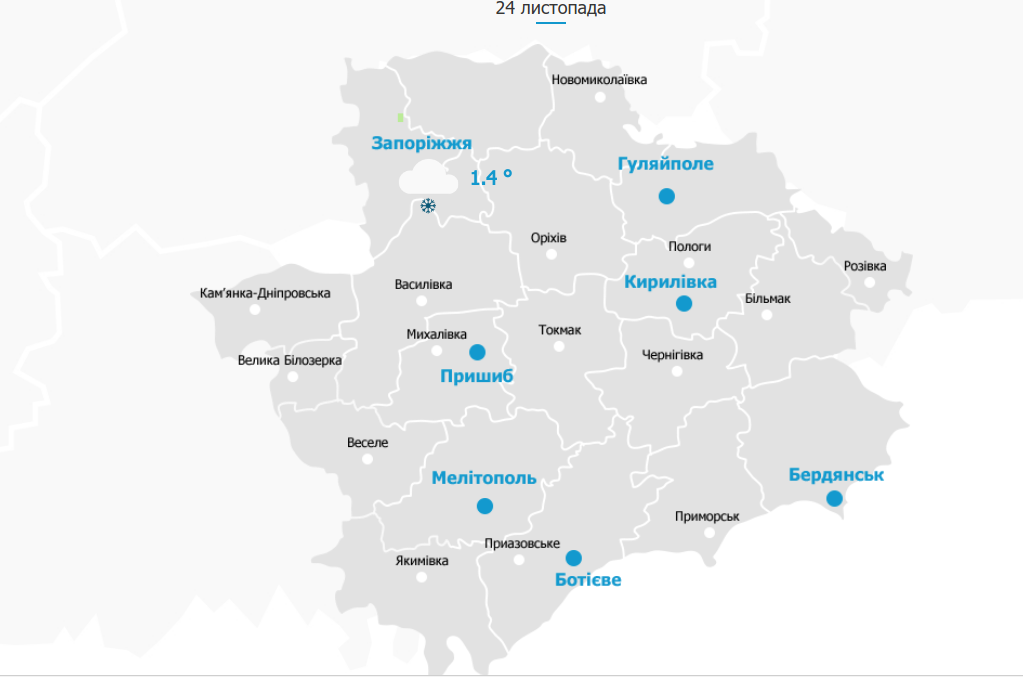 24 листопада
Новомиколаївка
Запоріжжя
Гуляйполе
1.4 °
Оріхів
Пологи
Розівка
Кирилівка
Василівка
Кам'янка-Дніпровська
Більмак
Токмак
Михалівка
Чернігівка
Велика Білозерка
Пришиб
Веселе
Бердянськ
Мелітополь
Приморськ
Приазовське
Якимівка
Ботієве